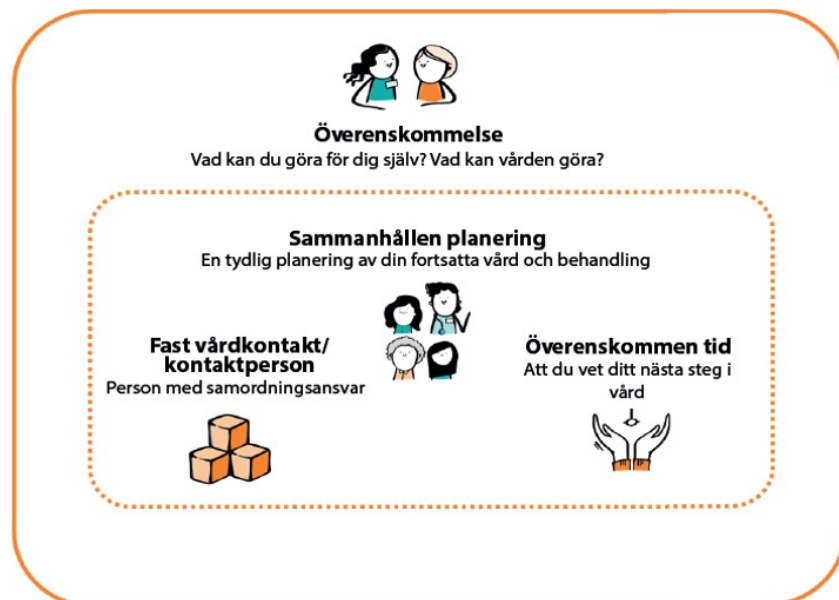 Överenskommelse
Vad kan du göra för dig själv? Vad kan vården göra?
Sammanhållen planering
En tydlig planering av din fortsatta vård och behandling
Fast vårdkontakt/
kontaktperson
Person med samordningsansvar
Överenskommen tid
Att du vet ditt nästa steg i
vård